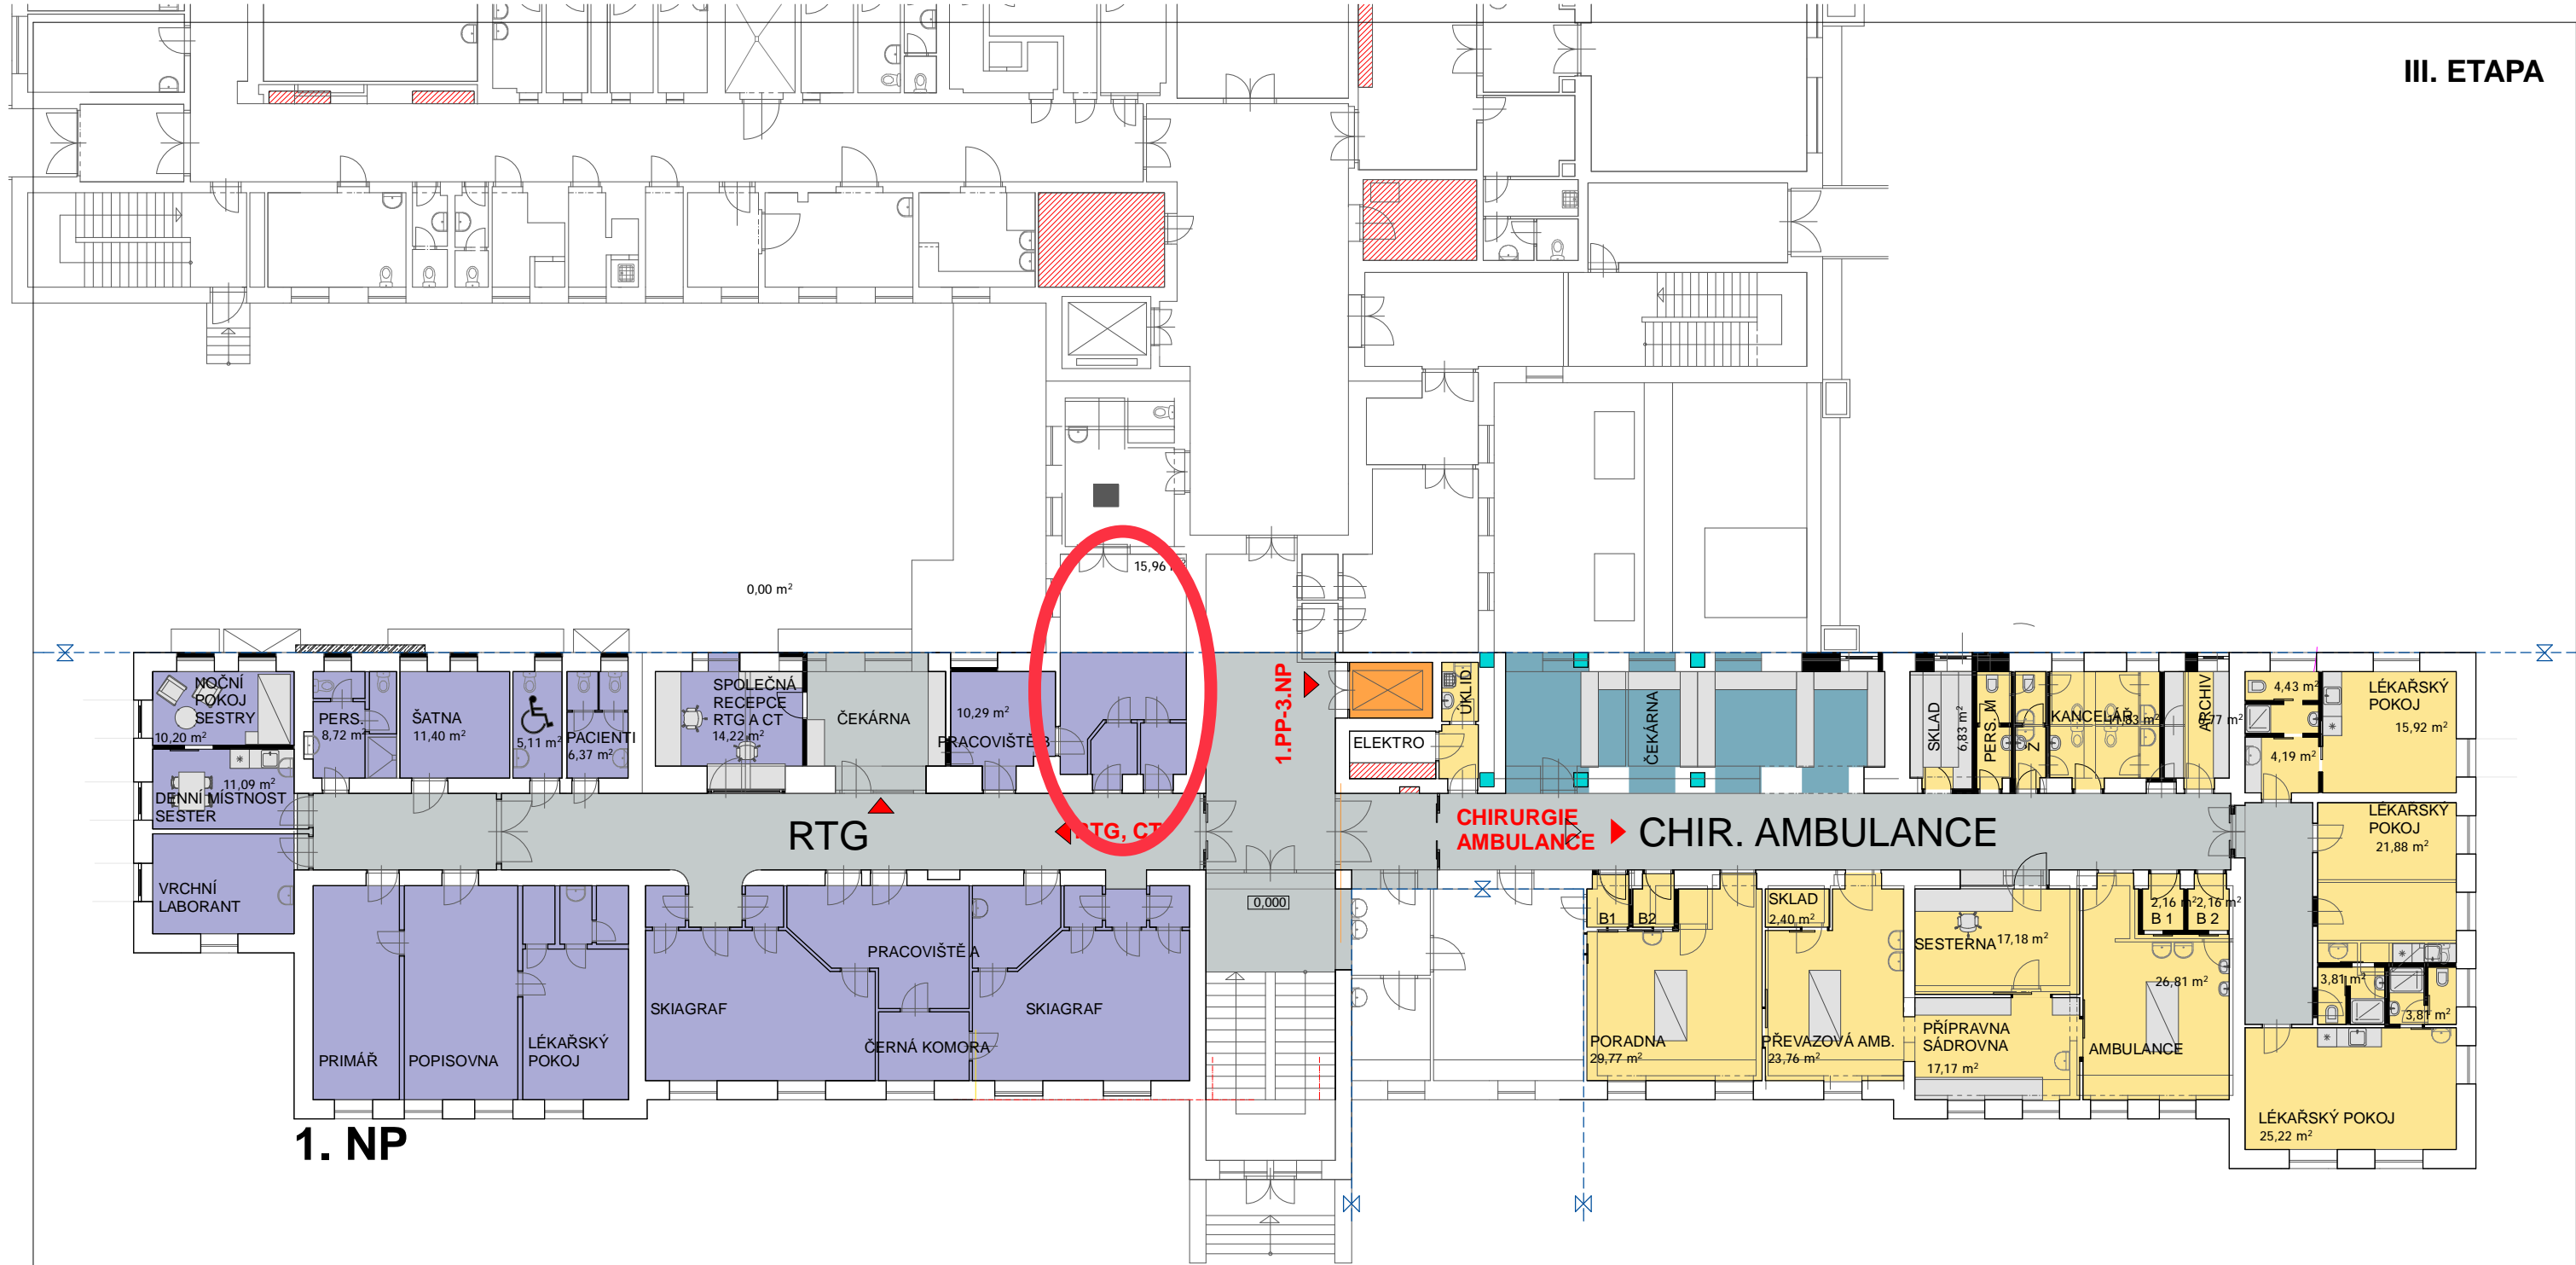 III. ETAPA
15,96
0,00 m²
NOČNÍ
POKOJ
SESTRY
10,20 m²
PERS.
8,72 m²
ŠATNA
11,40 m²
5,11 m²
PACIENTI
6,37 m²
SPOLEČNÁ
RECEPCE
RTG A CT
14,22 m²
ČEKÁRNA
10,29 m²
PRACOVIŠTĚ B
1.PP-3.NP
ELEKTRO
ÚKLID
ČEKÁRNA
SKLAD
6,83 m²
PERS. M
Z
KANCELÁŘ
11,83 m²
ARCHIV
4,43 m²
4,19 m²
LÉKAŘSKÝ
POKOJ
15,92 m²
11,09 m²
DENNÍ MÍSTNOST
SESTER
RTG
RTG, CT
CHIRURGIE
AMBULANCE
CHIR. AMBULANCE
LÉKAŘSKÝ
POKOJ
21,88 m²
VRCHNÍ
LABORANT
0,000
B1
B2
SKLAD
2,40 m²
SESTERNA
17,18 m²
2,16 m²
B 1
2,16 m²
B 2
PRACOVIŠTĚ A
SKIAGRAF
SKIAGRAF
ČERNÁ KOMORA
PRIMÁŘ
POPISOVNA
LÉKAŘSKÝ
POKOJ
PORADNA
29,77 m²
PŘEVAZOVÁ AMB.
23,76 m²
PŘÍPRAVNA
SÁDROVNA
17,17 m²
26,81 m²
AMBULANCE
3,81 m²
3,81 m²
LÉKAŘSKÝ POKOJ
25,22 m²
1. NP